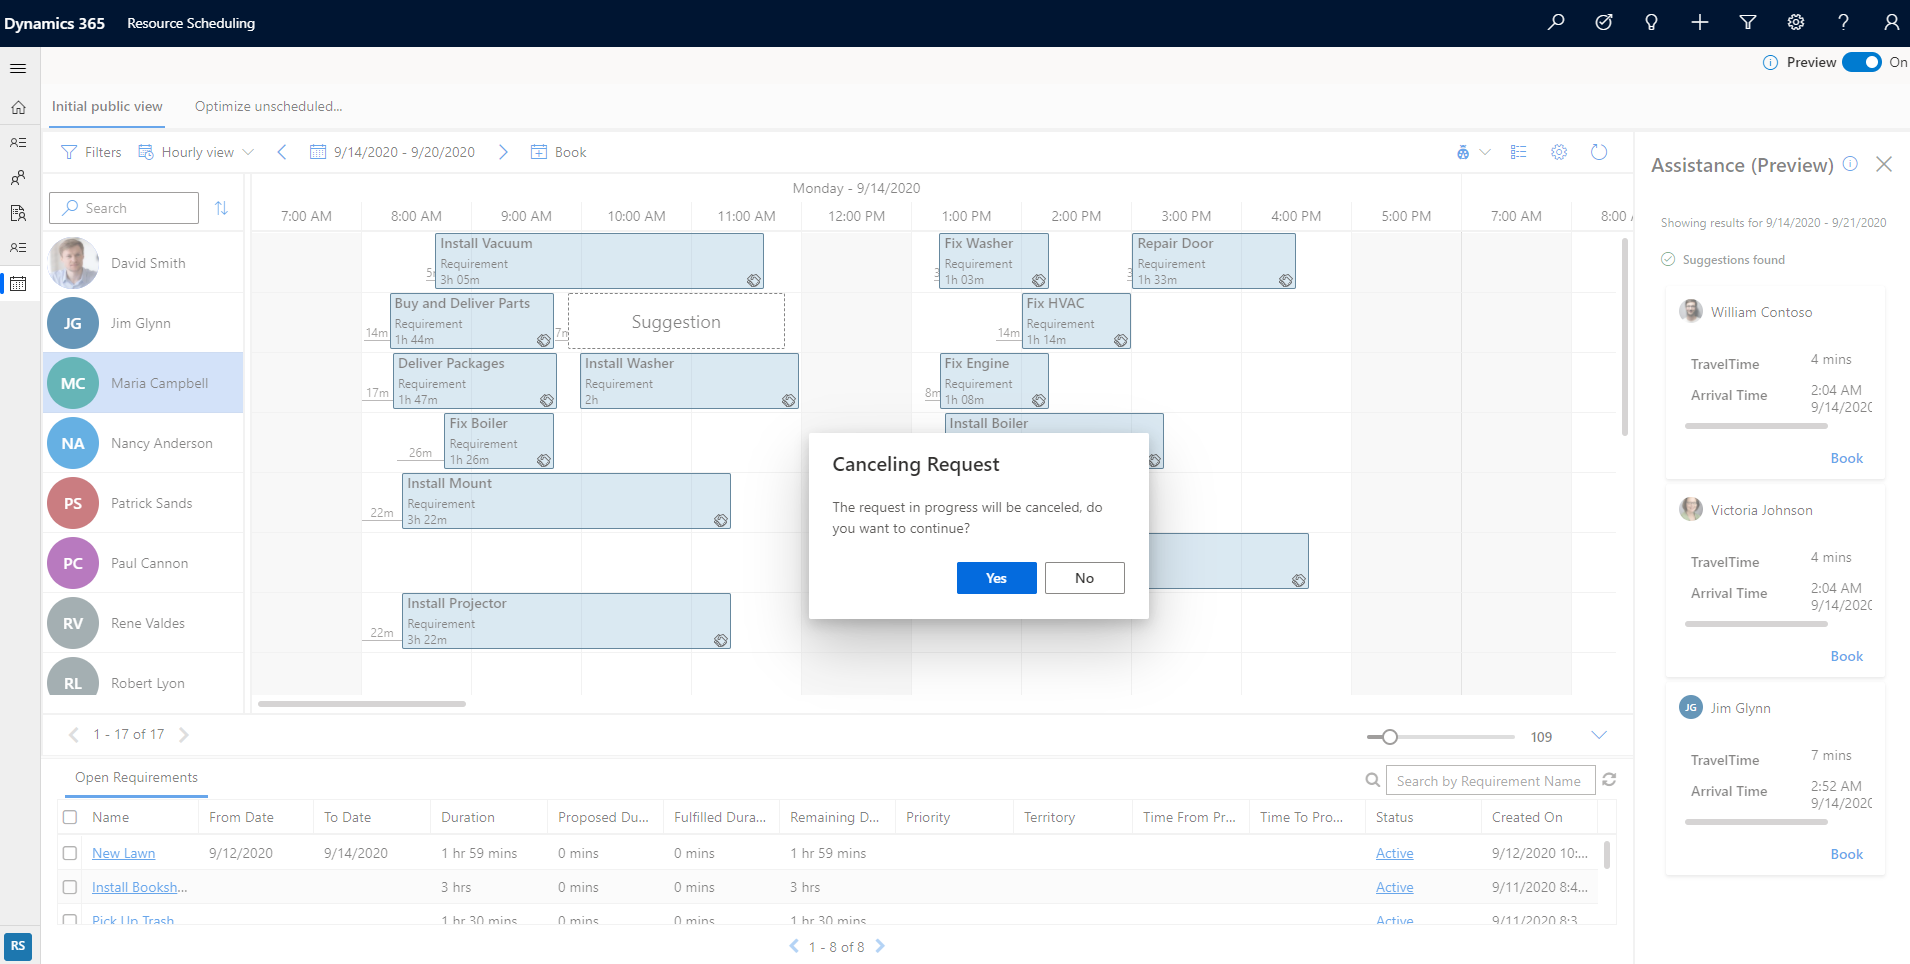 Dynamics 365 Resource Scheduling
Preview On
Initial public view Optimize unscheduled...
Filters Hourly view 9/14/2020 - 9/20/2020 Book
Search
Monday - 9/14/2020
7:00 AM 8:00 AM 9:00 AM 10:00 AM 11:00 AM 12:00 PM 1:00 PM 2:00 PM 3:00 PM 4:00 PM 5:00 PM 7:00 AM 8:00
David Smith
Install Vacuum
Requirement
3h 05m
Fix Washer
Requirement
1h 03m
Repair Door
Requirement
1h 33m
JG Jim Glynn
14m
Buy and Deliver Parts
Requirement
1h 44m
7m
Suggestion
14m
Fix HVAC
Requirement
1h 14m
MC Maria Campbell
17m
Deliver Packages
Requirement
1h 47m
Install Washer
Requirement
2h
8m
Fix Engine
Requirement
1h 08m
NA Nancy Anderson
26m
Fix Boiler
Requirement
1h 26m
Install Boiler
PS Patrick Sands
22m
Install Mount
Requirement
3h 22m
PC Paul Cannon
RV Rene Valdes
22m
Install Projector
Requirement
3h 22m
RL Robert Lyon
Canceling Request
The request in progress will be canceled, do
you want to continue?
Yes No
1 - 17 of 17 109
Open Requirements
Search by Requirement Name
Name From Date To Date Duration Proposed Du... Fulfilled Dura... Remaining D... Priority Territory Time From Pr... Time To Pro... Status Created On
New Lawn 9/12/2020 9/14/2020 1 hr 59 mins 0 mins 0 mins 1 hr 59 mins Active 9/12/2020 10:...
Install Booksh... 3 hrs 0 mins 0 mins 3 hrs Active 9/11/2020 8:4...
Pick Up Trash 1 hr 30 mins 0 mins 0 mins 1 hr 30 mins Active 9/11/2020 8:3
1 - 8 of 8
RS
Assistance (Preview)
Showing results for 9/14/2020 - 9/21/2020
Suggestions found
William Contoso
TravelTime 4 mins
Arrival Time 2:04 AM
9/14/2020
Book
Victoria Johnson
TravelTime 4 mins
Arrival Time 2:04 AM
9/14/2020
Book
JG Jim Glynn
TravelTime 7 mins
Arrival Time 2:52 AM
9/14/2020
Book